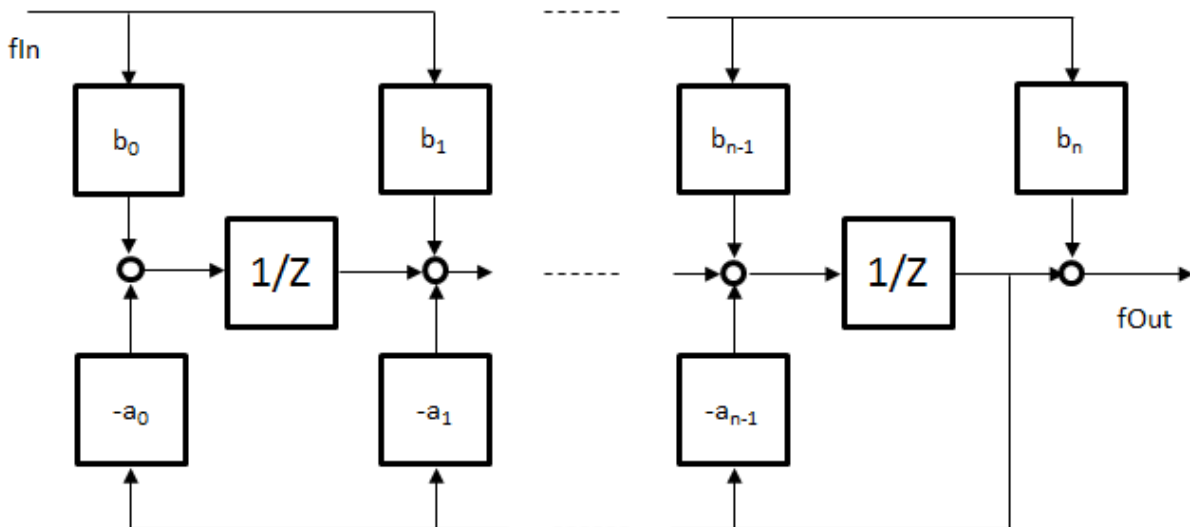 fIn
b₀
b₁
bₙ₋₁
bₙ
1/Z
1/Z
fOut
-a₀
-a₁
-aₙ₋₁